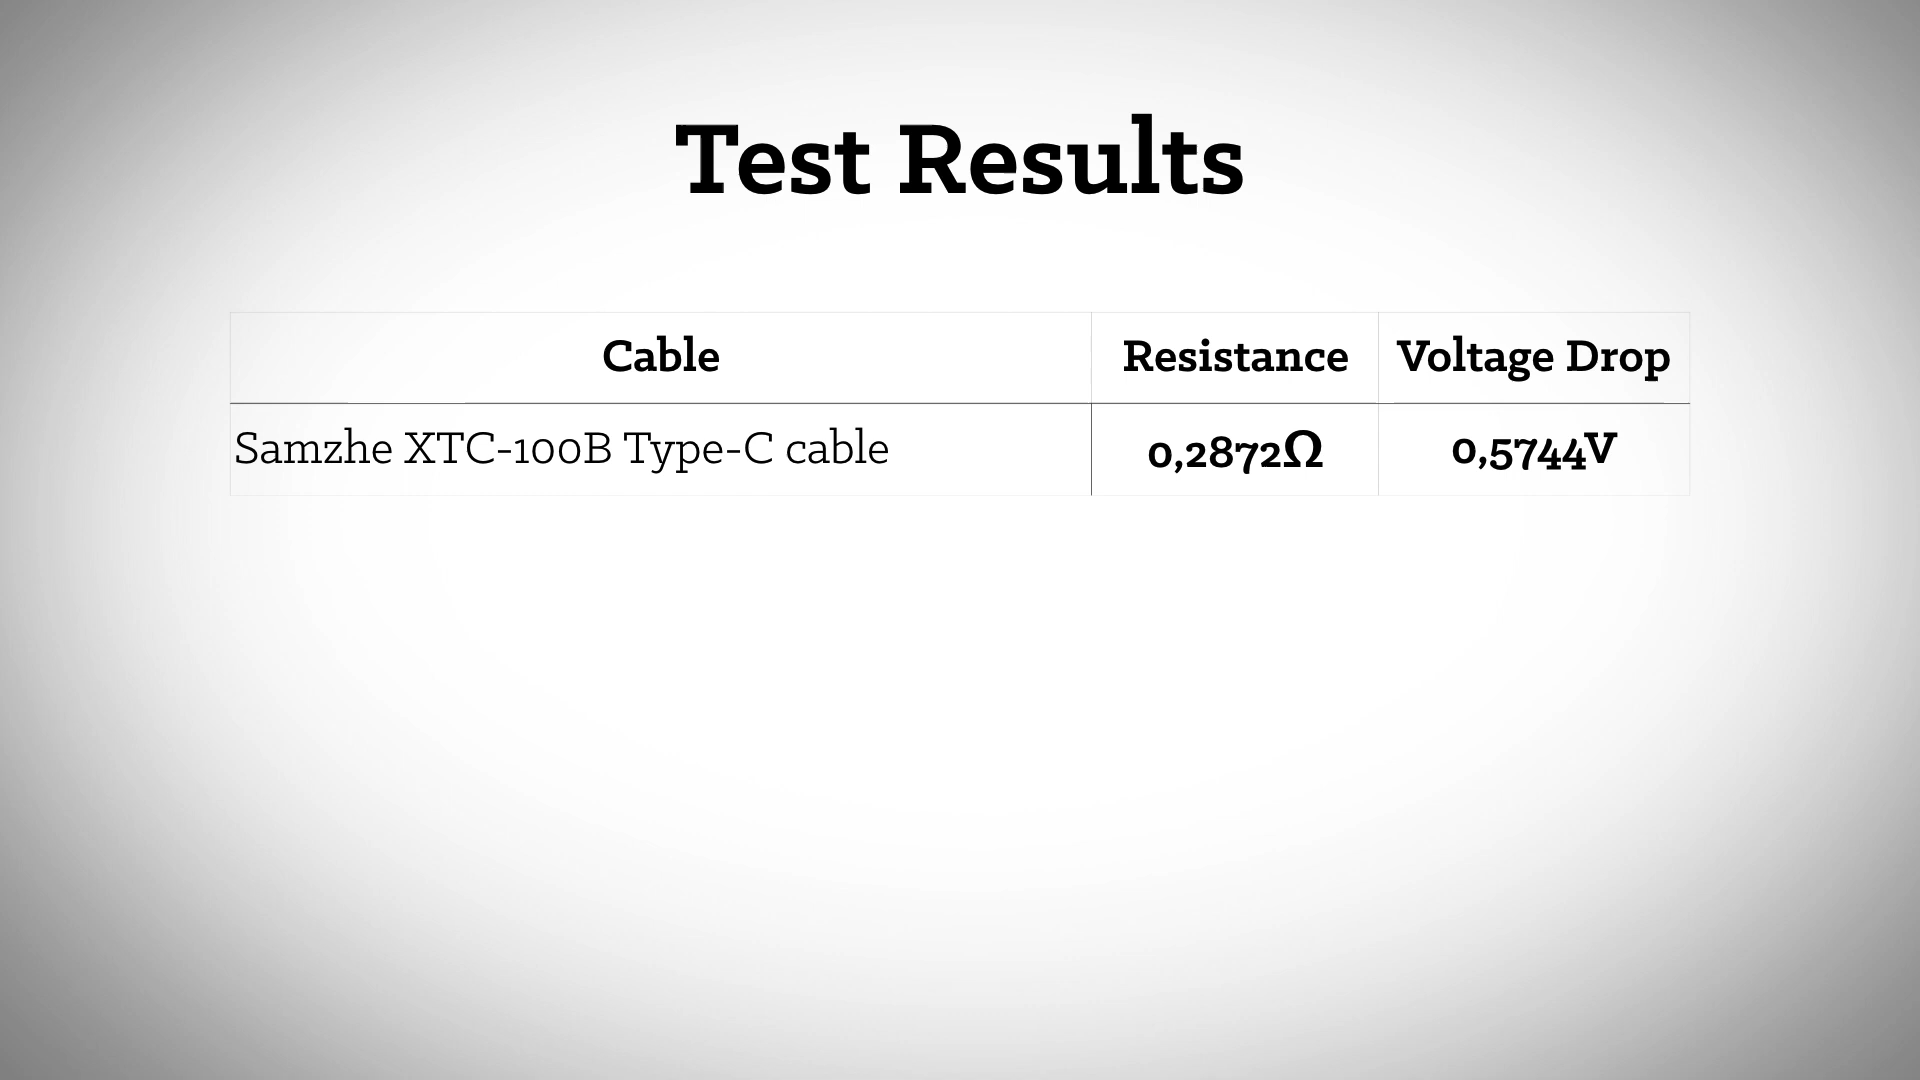 Test Results
Cable Resistance Voltage Drop
Samzhe XTC-100B Type-C cable 0,2872Ω 0,5744V